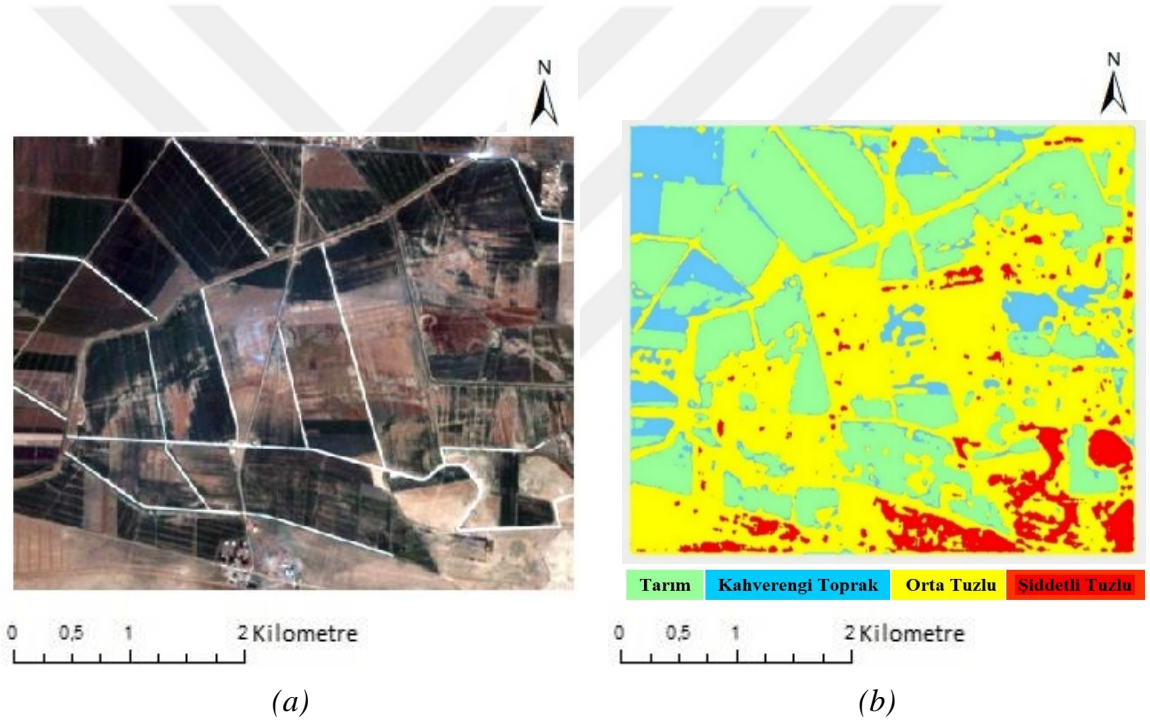 N
N
Tarım Kahverengi Toprak Orta Tuzlu Şiddetli Tuzlu
0 0,5 1 2 Kilometre
0 0,5 1 2 Kilometre
(a)
(b)